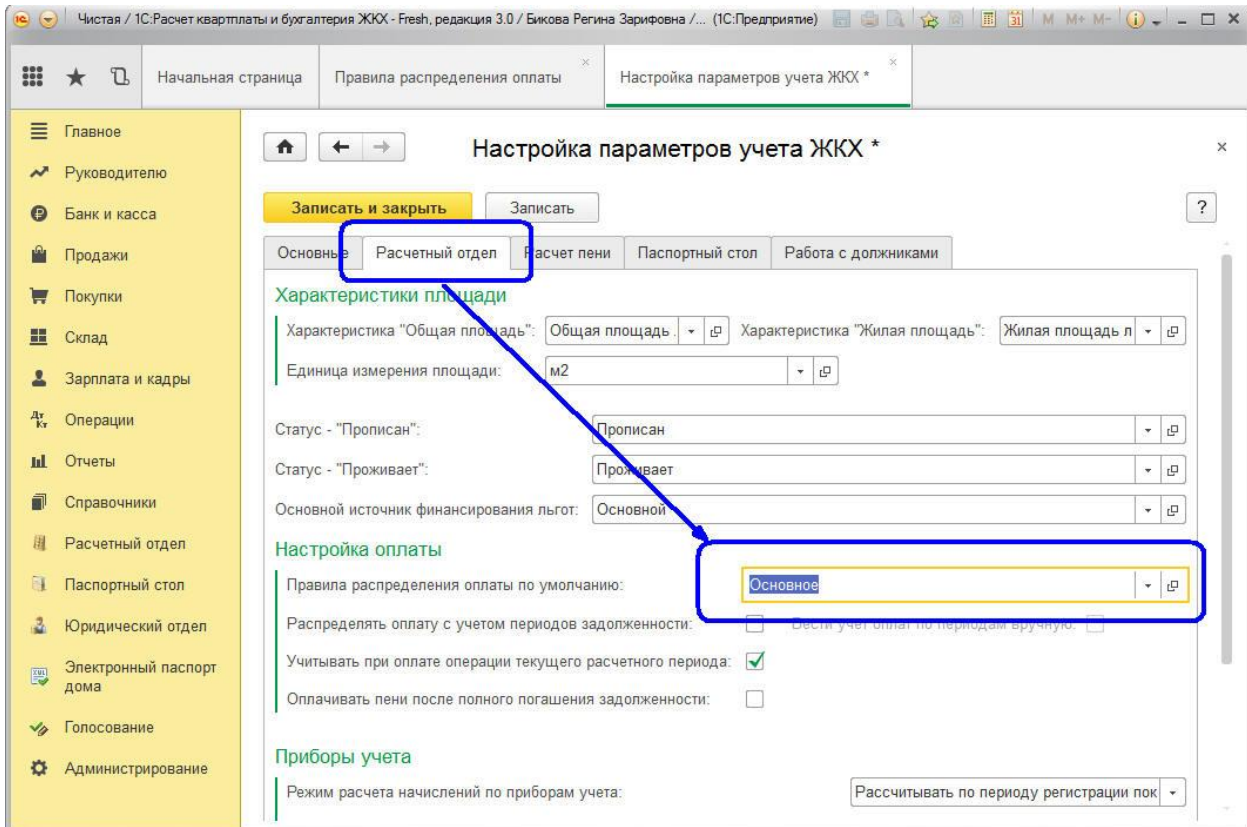 Чистая / 1С:Расчет квартплаты и бухгалтерия ЖКХ - Fresh, редакция 3.0 / Бикова Регина Зарифовна /... (1С:Предприятие) 31 M M+ M-
Начальная страница Правила распределения оплаты Настройка параметров учета ЖКХ *
Главное
Руководителю
Банк и касса
Продажи
Покупки
Склад
Зарплата и кадры
Дт Кт Операции
Отчеты
Справочники
Расчетный отдел
Паспортный стол
Юридический отдел
Электронный паспорт
дома
Голосование
Администрирование
Настройка параметров учета ЖКХ *
Записать и закрыть Записать ?
Основные Расчетный отдел Расчет пени Паспортный стол Работа с должниками
Характеристики площади
Характеристика "Общая площадь": Общая площадь . Характеристика "Жилая площадь": Жилая площадь л
Единица измерения площади: м2
Статус - "Прописан": Прописан
Статус - "Проживает": Проживает
Основной источник финансирования льгот: Основной
Настройка оплаты
Правила распределения оплаты по умолчанию: Основное
Распределять оплату с учетом периодов задолженности: Вести учет оплат по периодам вручную:
Учитывать при оплате операции текущего расчетного периода:
Оплачивать пени после полного погашения задолженности:
Приборы учета
Режим расчета начислений по приборам учета: Рассчитывать по периоду регистрации пок